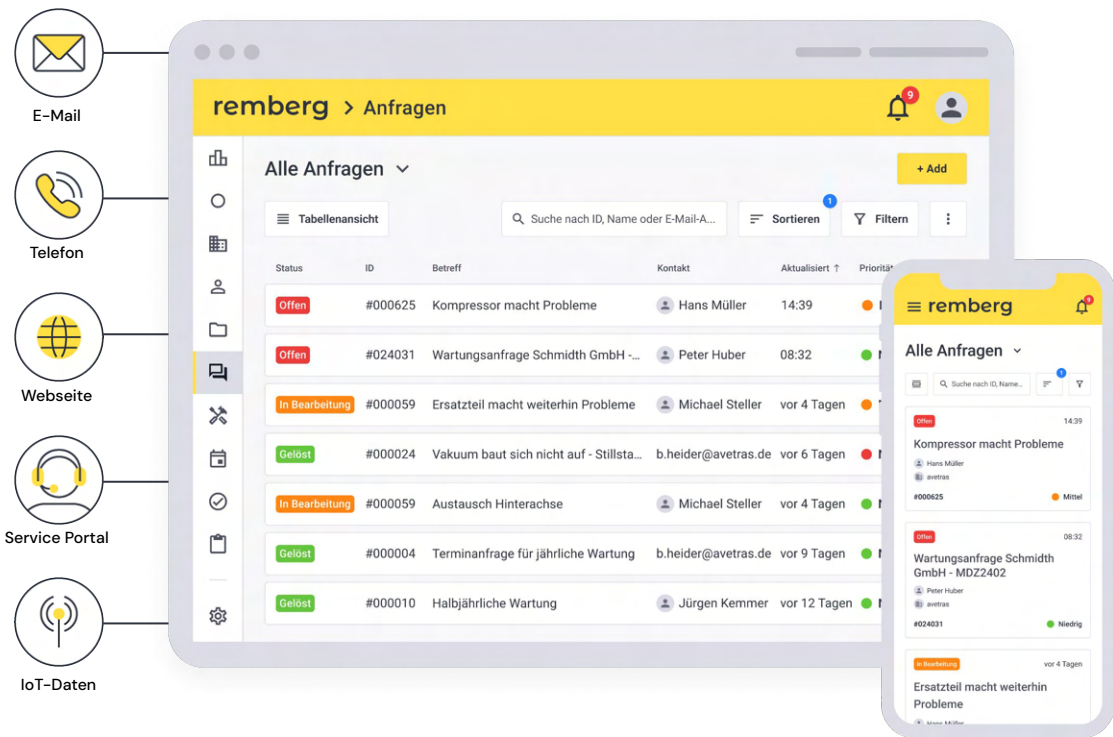 E-Mail
Telefon
Webseite
Service Portal
IoT-Daten
remberg > Anfragen
9
Alle Anfragen
+ Add
Tabellenansicht
Suche nach ID, Name oder E-Mail-A...
Sortieren
1
Filtern
Status ID Betreff Kontakt Aktualisiert ↑ Priorität
Offen #000625 Kompressor macht Probleme Hans Müller 14:39
Offen #024031 Wartungsanfrage Schmidth GmbH -... Peter Huber 08:32
In Bearbeitung #000059 Ersatzteil macht weiterhin Probleme Michael Steller vor 4 Tagen
Gelöst #000024 Vakuum baut sich nicht auf - Stillsta... b.heider@avetras.de vor 6 Tagen
In Bearbeitung #000059 Austausch Hinterachse Michael Steller vor 4 Tagen
Gelöst #000004 Terminanfrage für jährliche Wartung b.heider@avetras.de vor 9 Tagen
Gelöst #000010 Halbjährliche Wartung Jürgen Kemmer vor 12 Tagen
remberg
9
Alle Anfragen
Suche nach ID, Name...
1
Offen 14:39
Kompressor macht Probleme
Hans Müller
avetras
#000625 Mittel
Offen 08:32
Wartungsanfrage Schmidth
GmbH - MDZ2402
Peter Huber
avetras
#024031 Niedrig
In Bearbeitung vor 4 Tagen
Ersatzteil macht weiterhin
Probleme
Hans Müller